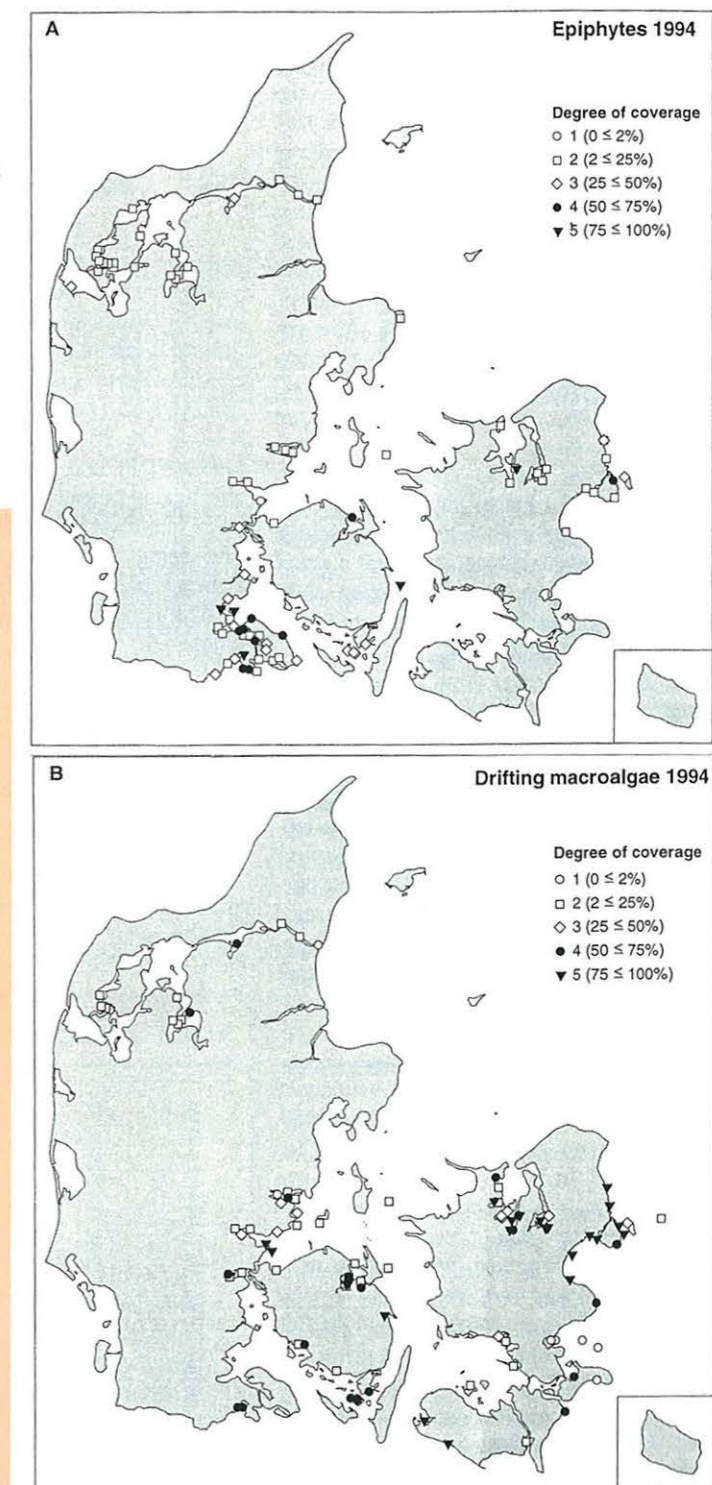 A
Epiphytes 1994
Degree of coverage
○ 1 (0 ≤ 2%)
□ 2 (2 ≤ 25%)
◇ 3 (25 ≤ 50%)
● 4 (50 ≤ 75%)
▼ 5 (75 ≤ 100%)
B
Drifting macroalgae 1994
Degree of coverage
○ 1 (0 ≤ 2%)
□ 2 (2 ≤ 25%)
◇ 3 (25 ≤ 50%)
● 4 (50 ≤ 75%)
▼ 5 (75 ≤ 100%)